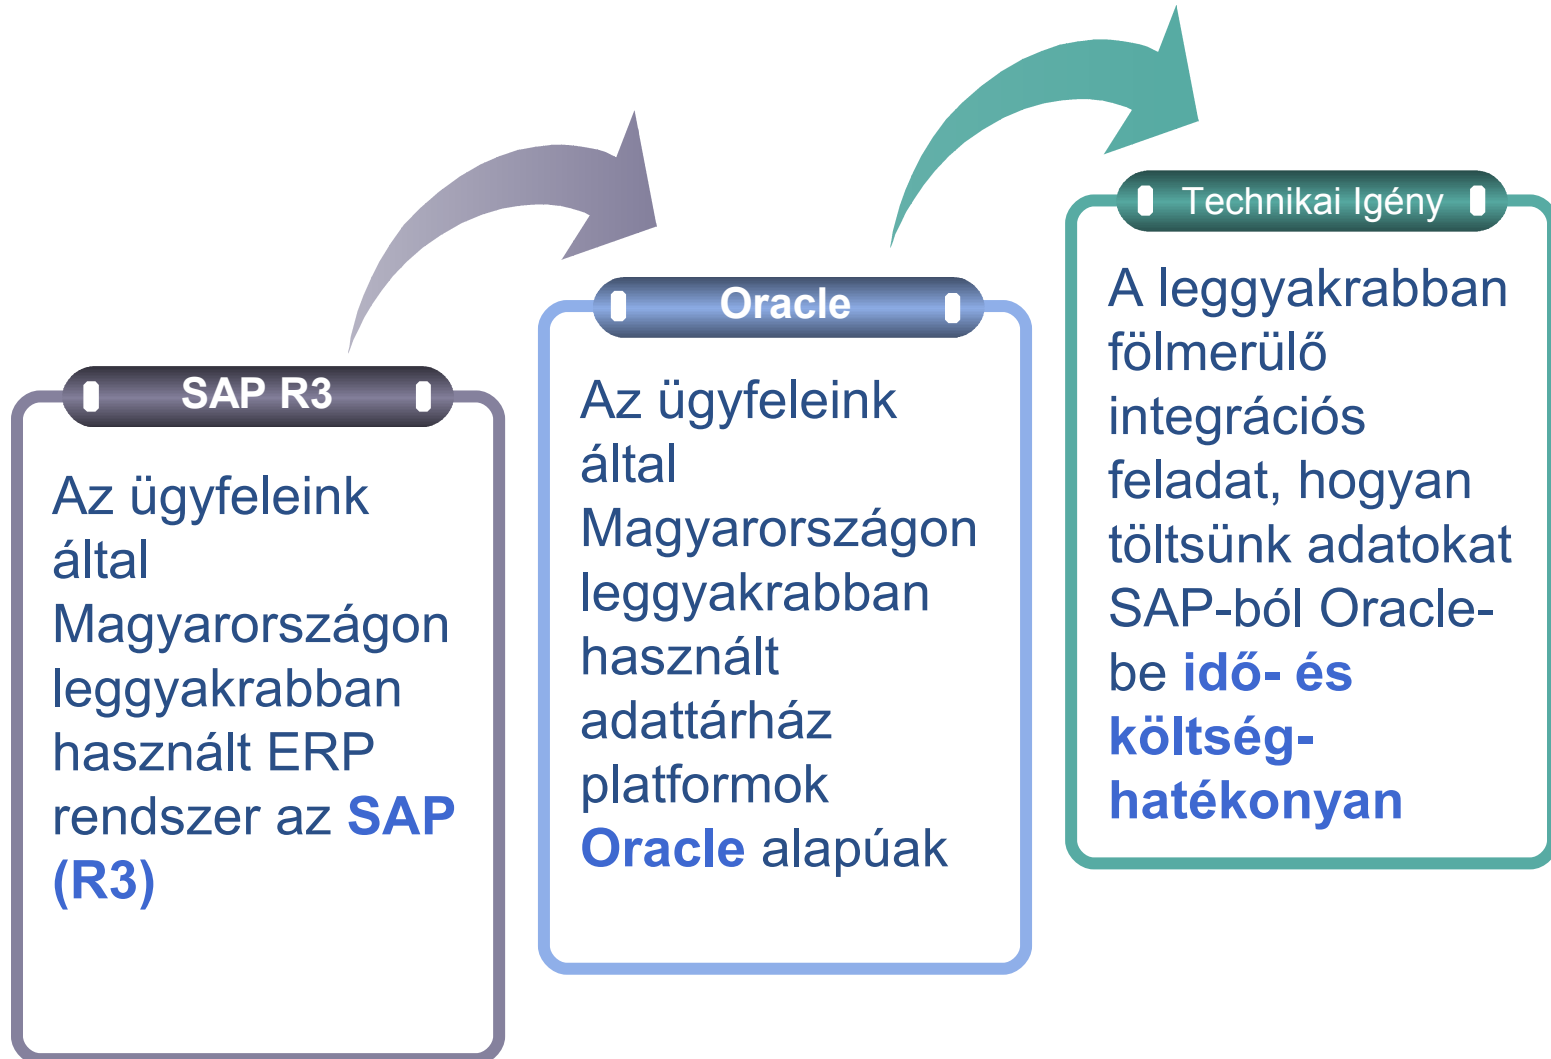 SAP R3
Az ügyfeleink
által
Magyarországon
leggyakrabban
használt ERP
rendszer az SAP
(R3)
Oracle
Az ügyfeleink
által
Magyarországon
leggyakrabban
használt
adattárház
platformok
Oracle alapúak
Technikai Igény
A leggyakrabban
fölmerülő
integrációs
feladat, hogyan
töltsünk adatokat
SAP-ból Oracle-
be idő- és
költség-
hatékonyan